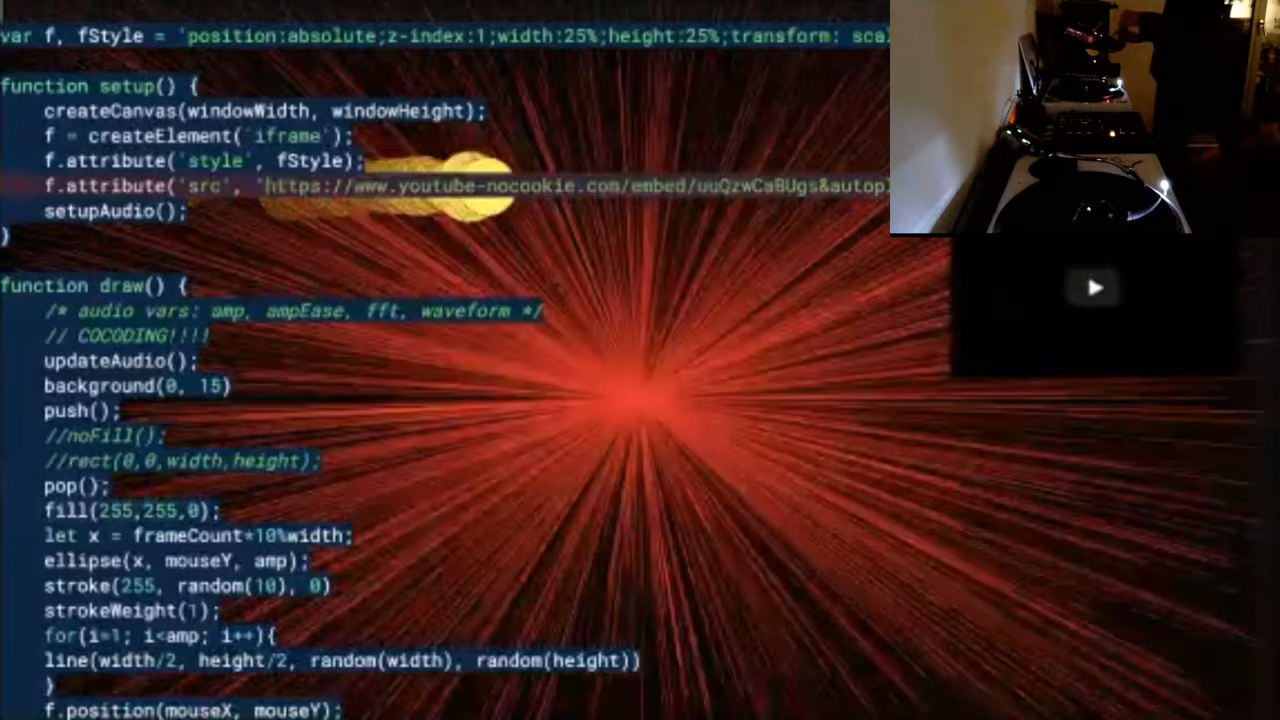 var f, fStyle = 'position:absolute;z-index:1;width:25%;height:25%;transform: sca
function setup() {
createCanvas(windowWidth, windowHeight);
f = createElement('iframe');
f.attribute('style', fStyle);
f.attribute('src', 'https://www.youtube-nocookie.com/embed/uuQzwCaBUgs&autop
setupAudio();
}
function draw() {
/* audio vars: amp, ampEase, fft, waveform */
// COCODING!!!!
updateAudio();
background(0, 15)
push();
//noFill();
//rect(0,0,width,height);
pop();
fill(255,255,0);
let x = frameCount*10%width;
ellipse(x, mouseY, amp);
stroke(255, random(10), 0)
strokeWeight(1);
for(i=1; i<amp; i++){
line(width/2, height/2, random(width), random(height))
}
f.position(mouseX, mouseY);